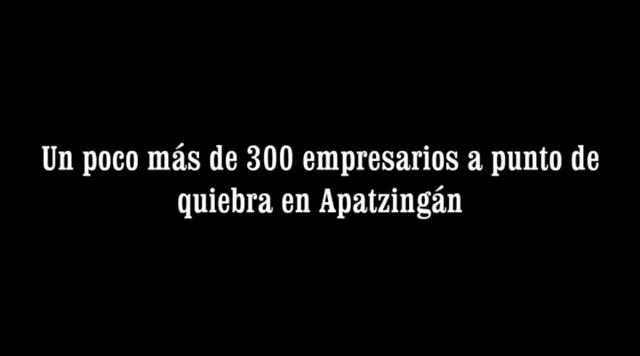 Un poco más de 300 empresarios a punto de
quiebra en Apatzingán